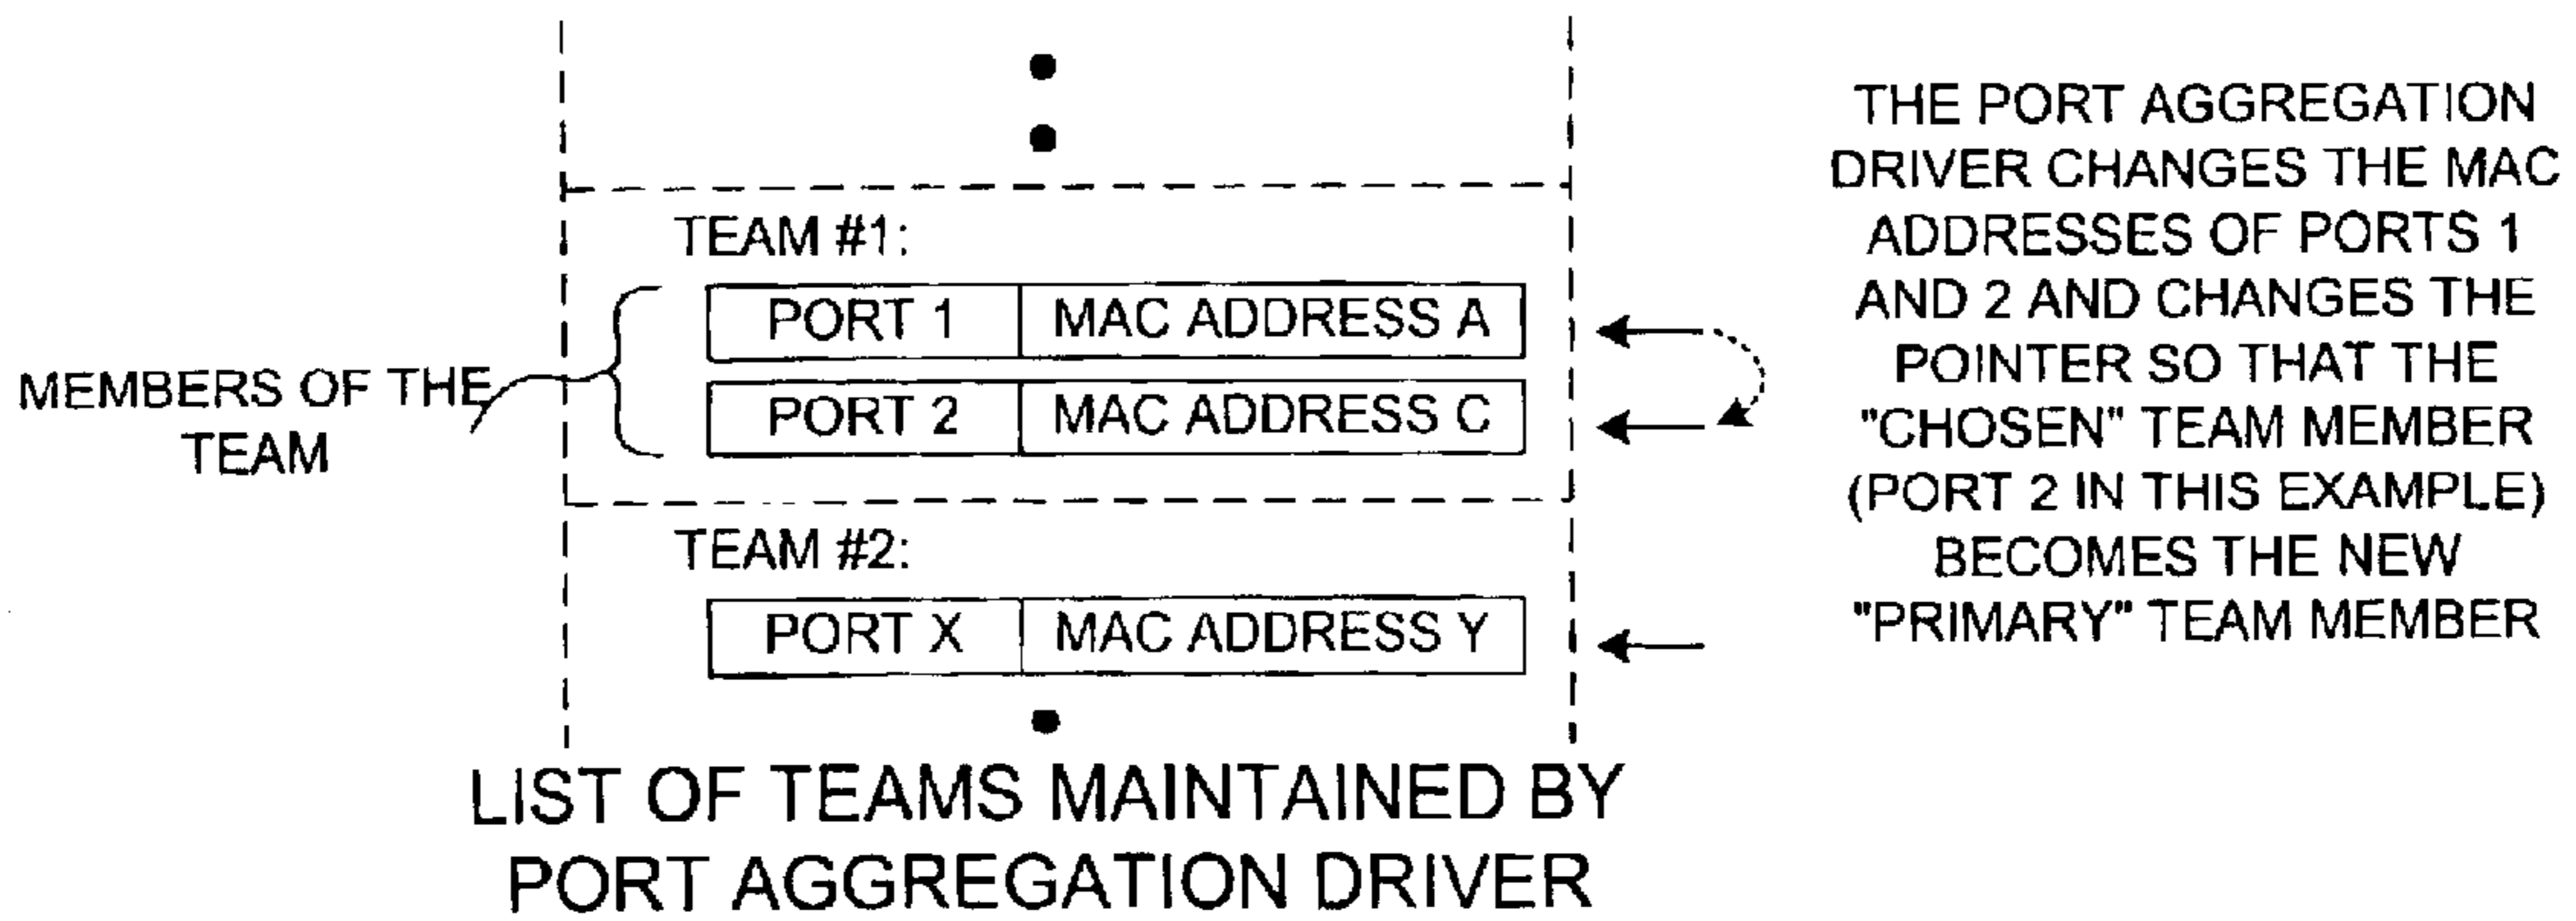 TEAM #1:
PORT 1 MAC ADDRESS A
PORT 2 MAC ADDRESS C
MEMBERS OF THE
TEAM
TEAM #2:
PORT X MAC ADDRESS Y
THE PORT AGGREGATION
DRIVER CHANGES THE MAC
ADDRESSES OF PORTS 1
AND 2 AND CHANGES THE
POINTER SO THAT THE
"CHOSEN" TEAM MEMBER
(PORT 2 IN THIS EXAMPLE)
BECOMES THE NEW
"PRIMARY" TEAM MEMBER
LIST OF TEAMS MAINTAINED BY
PORT AGGREGATION DRIVER